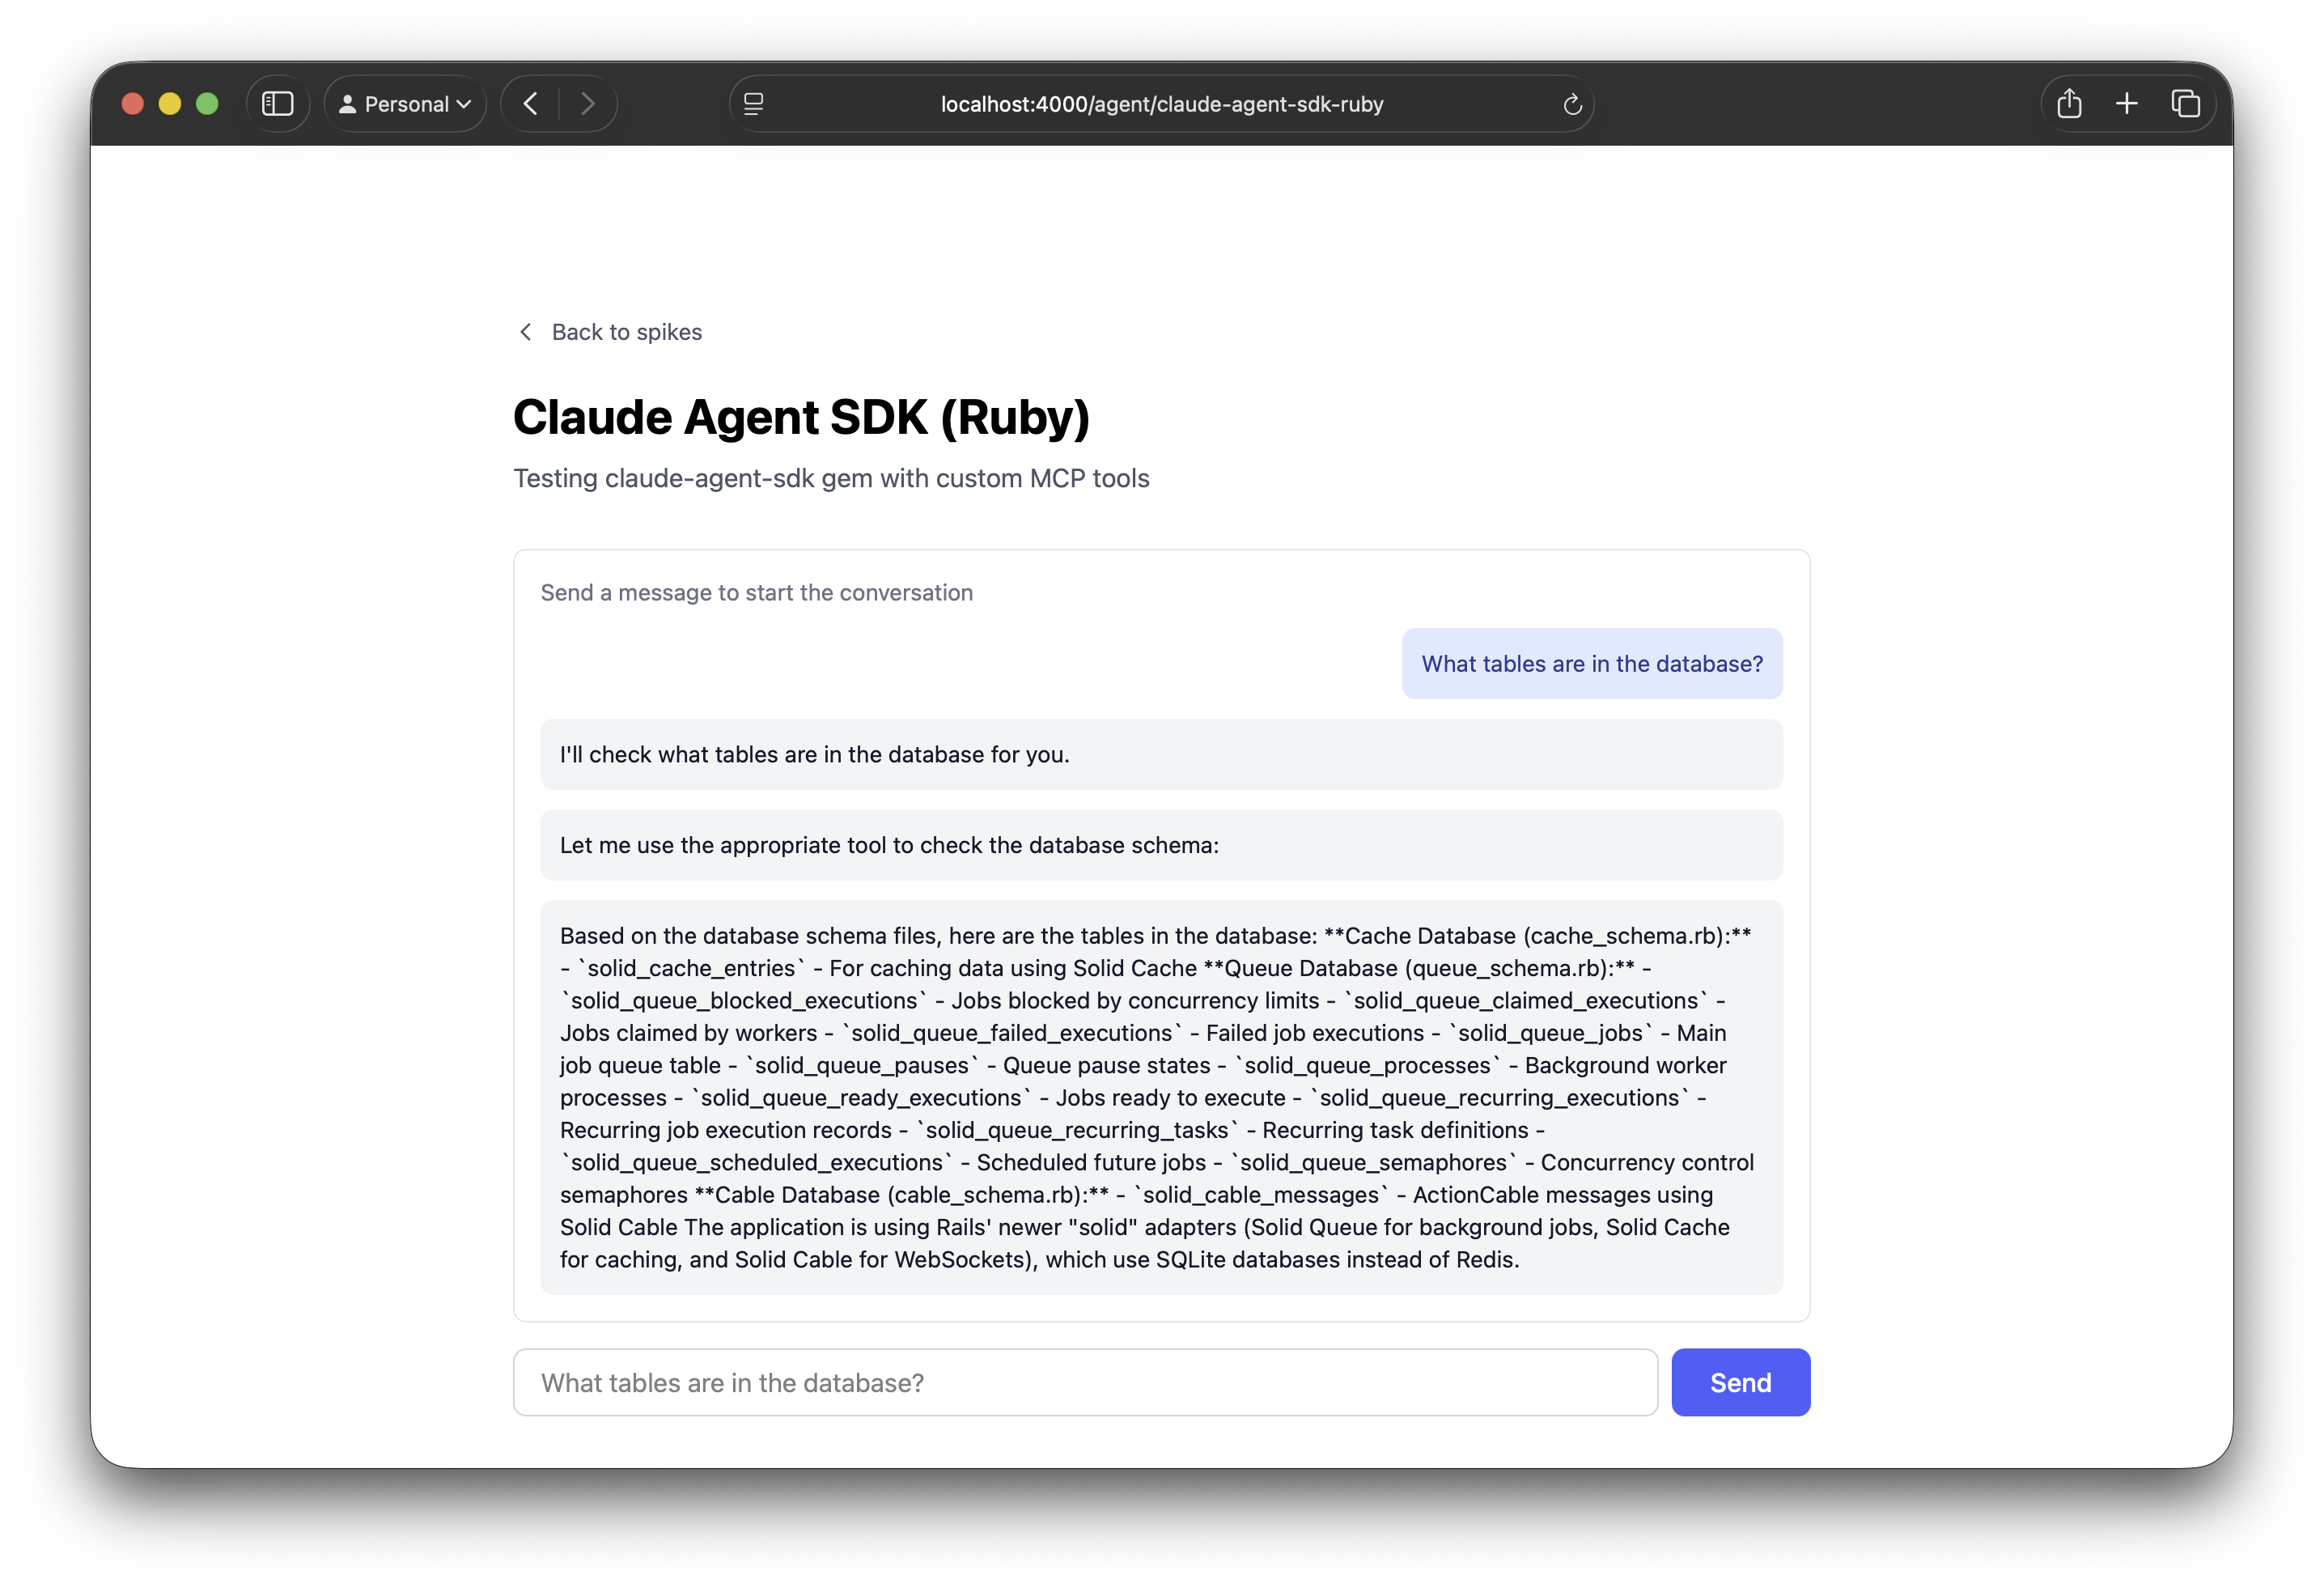 Personal
localhost:4000/agent/claude-agent-sdk-ruby
Back to spikes
Claude Agent SDK (Ruby)
Testing claude-agent-sdk gem with custom MCP tools
Send a message to start the conversation
What tables are in the database?
I'll check what tables are in the database for you.
Let me use the appropriate tool to check the database schema:
Based on the database schema files, here are the tables in the database: **Cache Database (cache_schema.rb):**
- `solid_cache_entries` - For caching data using Solid Cache **Queue Database (queue_schema.rb):** -
`solid_queue_blocked_executions` - Jobs blocked by concurrency limits - `solid_queue_claimed_executions` -
Jobs claimed by workers - `solid_queue_failed_executions` - Failed job executions - `solid_queue_jobs` - Main
job queue table - `solid_queue_pauses` - Queue pause states - `solid_queue_processes` - Background worker
processes - `solid_queue_ready_executions` - Jobs ready to execute - `solid_queue_recurring_executions` -
Recurring job execution records - `solid_queue_recurring_tasks` - Recurring task definitions -
`solid_queue_scheduled_executions` - Scheduled future jobs - `solid_queue_semaphores` - Concurrency control
semaphores **Cable Database (cable_schema.rb):** - `solid_cable_messages` - ActionCable messages using
Solid Cable The application is using Rails' newer "solid" adapters (Solid Queue for background jobs, Solid Cache
for caching, and Solid Cable for WebSockets), which use SQLite databases instead of Redis.
What tables are in the database?
Send